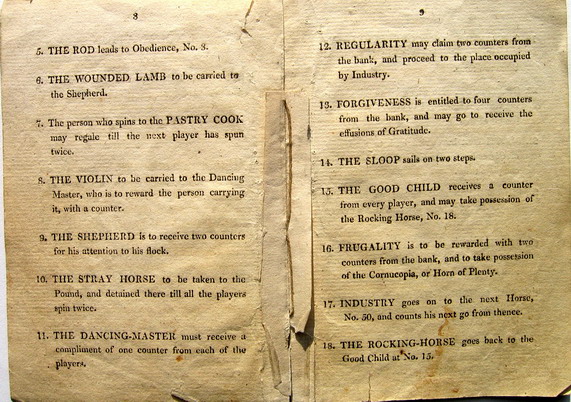 8
5. THE ROD leads to Obedience, No. 8.
6. THE WOUNDED LAMB to be carried to
the Shepherd.
7. The person who spins to the PASTRY COOK
may regale till the next player has spun
twice.
8. THE VIOLIN to be carried to the Dancing
Master, who is to reward the person carrying
it, with a counter.
9. THE SHEPHERD is to receive two counters
for his attention to his flock.
10. THE STRAY HORSE to be taken to the
Pound, and detained there till all the players
spin twice.
11. THE DANCING-MASTER must receive a
compliment of one counter from each of the
players.
9
12. REGULARITY may claim two counters from
the bank, and proceed to the place occupied
by Industry.
13. FORGIVENESS is entitled to four counters
from the bank, and may go to receive the
effusions of Gratitude.
14. THE SLOOP sails on two steps.
15. THE GOOD CHILD receives a counter
from every player, and may take possession of
the Rocking Horse, No. 18.
16. FRUGALITY is to be rewarded with two
counters from the bank, and to take possession
of the Cornucopia, or Horn of Plenty.
17. INDUSTRY goes on to the next Horse,
No. 50, and counts his next go from thence.
18. THE ROCKING-HORSE goes back to the
Good Child at No. 15.